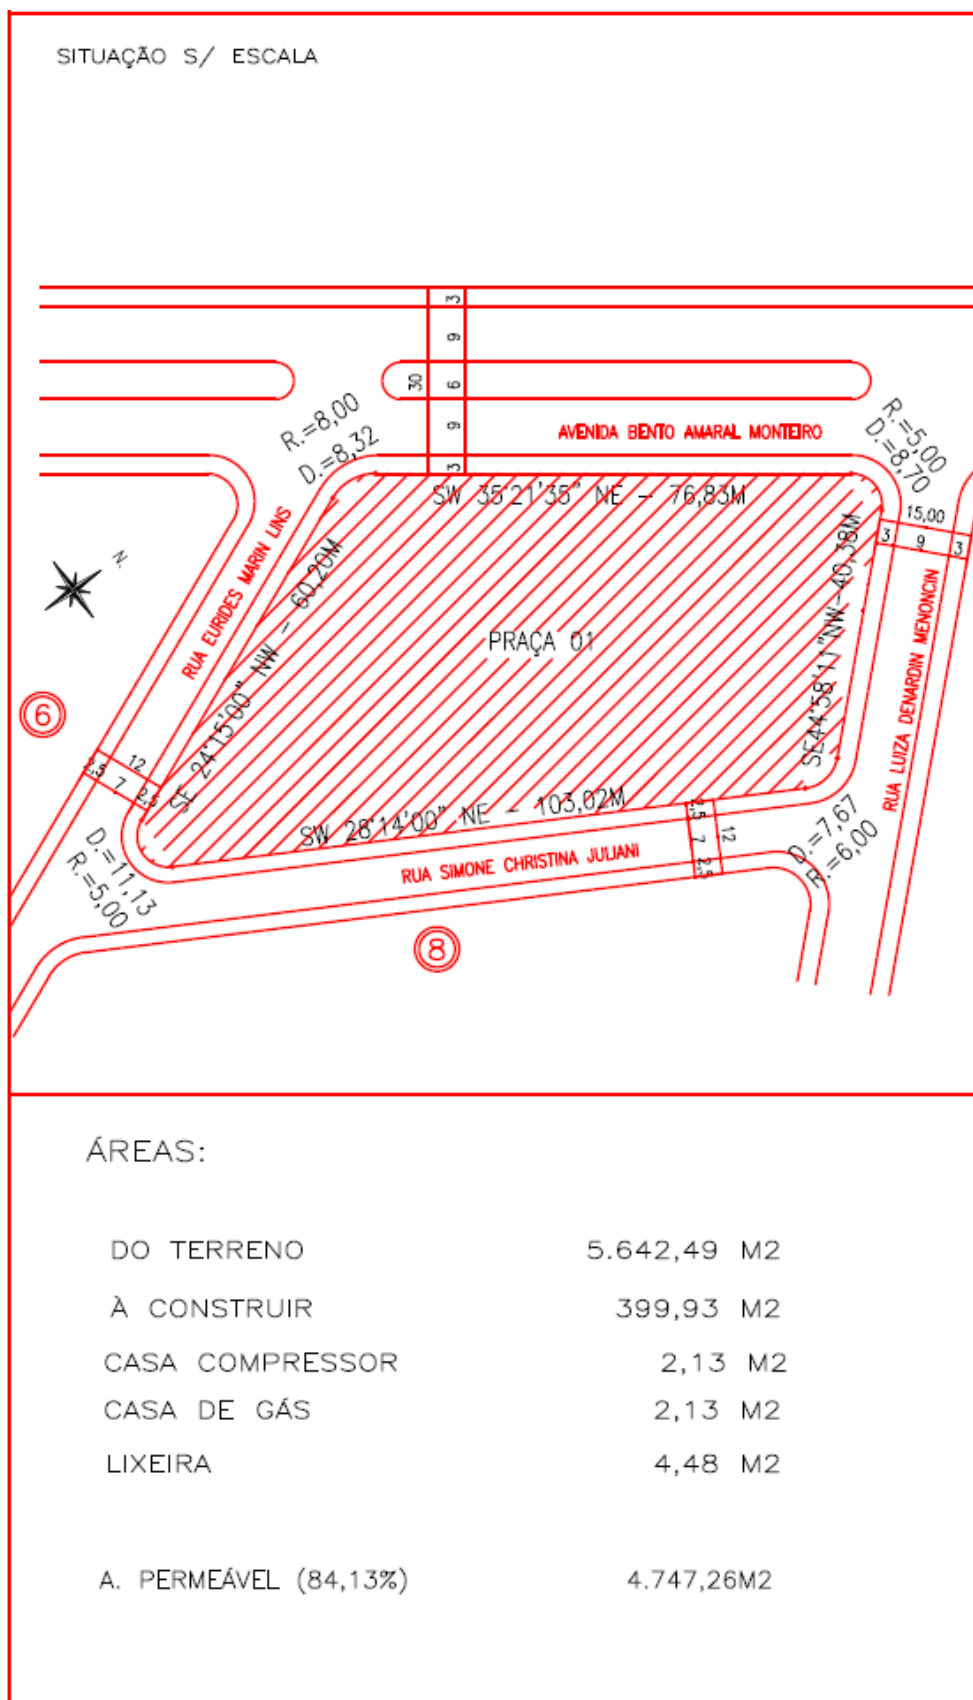 SITUAÇÃO S/ ESCALA
3
9
30
6
9
3
R.=8,00
D.=8,32
AVENIDA BENTO AMARAL MONTEIRO
R.=5,00
D.=8,70
SW 35°21'35" NE - 76,83M
15,00
3
9
3
N.
RUA EURIDES MARIN LINS
SE 24°15'00" NW - 60,20M
PRAÇA 01
SE44°58'11"NW-40,38M
RUA LUIZA DENARDIN MENONCIN
6
12
2,5
7
2,5
SW 28°14'00" NE - 103,02M
2,5
7
12
2,5
D.=11,13
R.=5,00
RUA SIMONE CHRISTINA JULIANI
D.=7,67
R.=6,00
8
ÁREAS:
DO TERRENO 5.642,49 M2
À CONSTRUIR 399,93 M2
CASA COMPRESSOR 2,13 M2
CASA DE GÁS 2,13 M2
LIXEIRA 4,48 M2
A. PERMEÁVEL (84,13%) 4.747,26M2